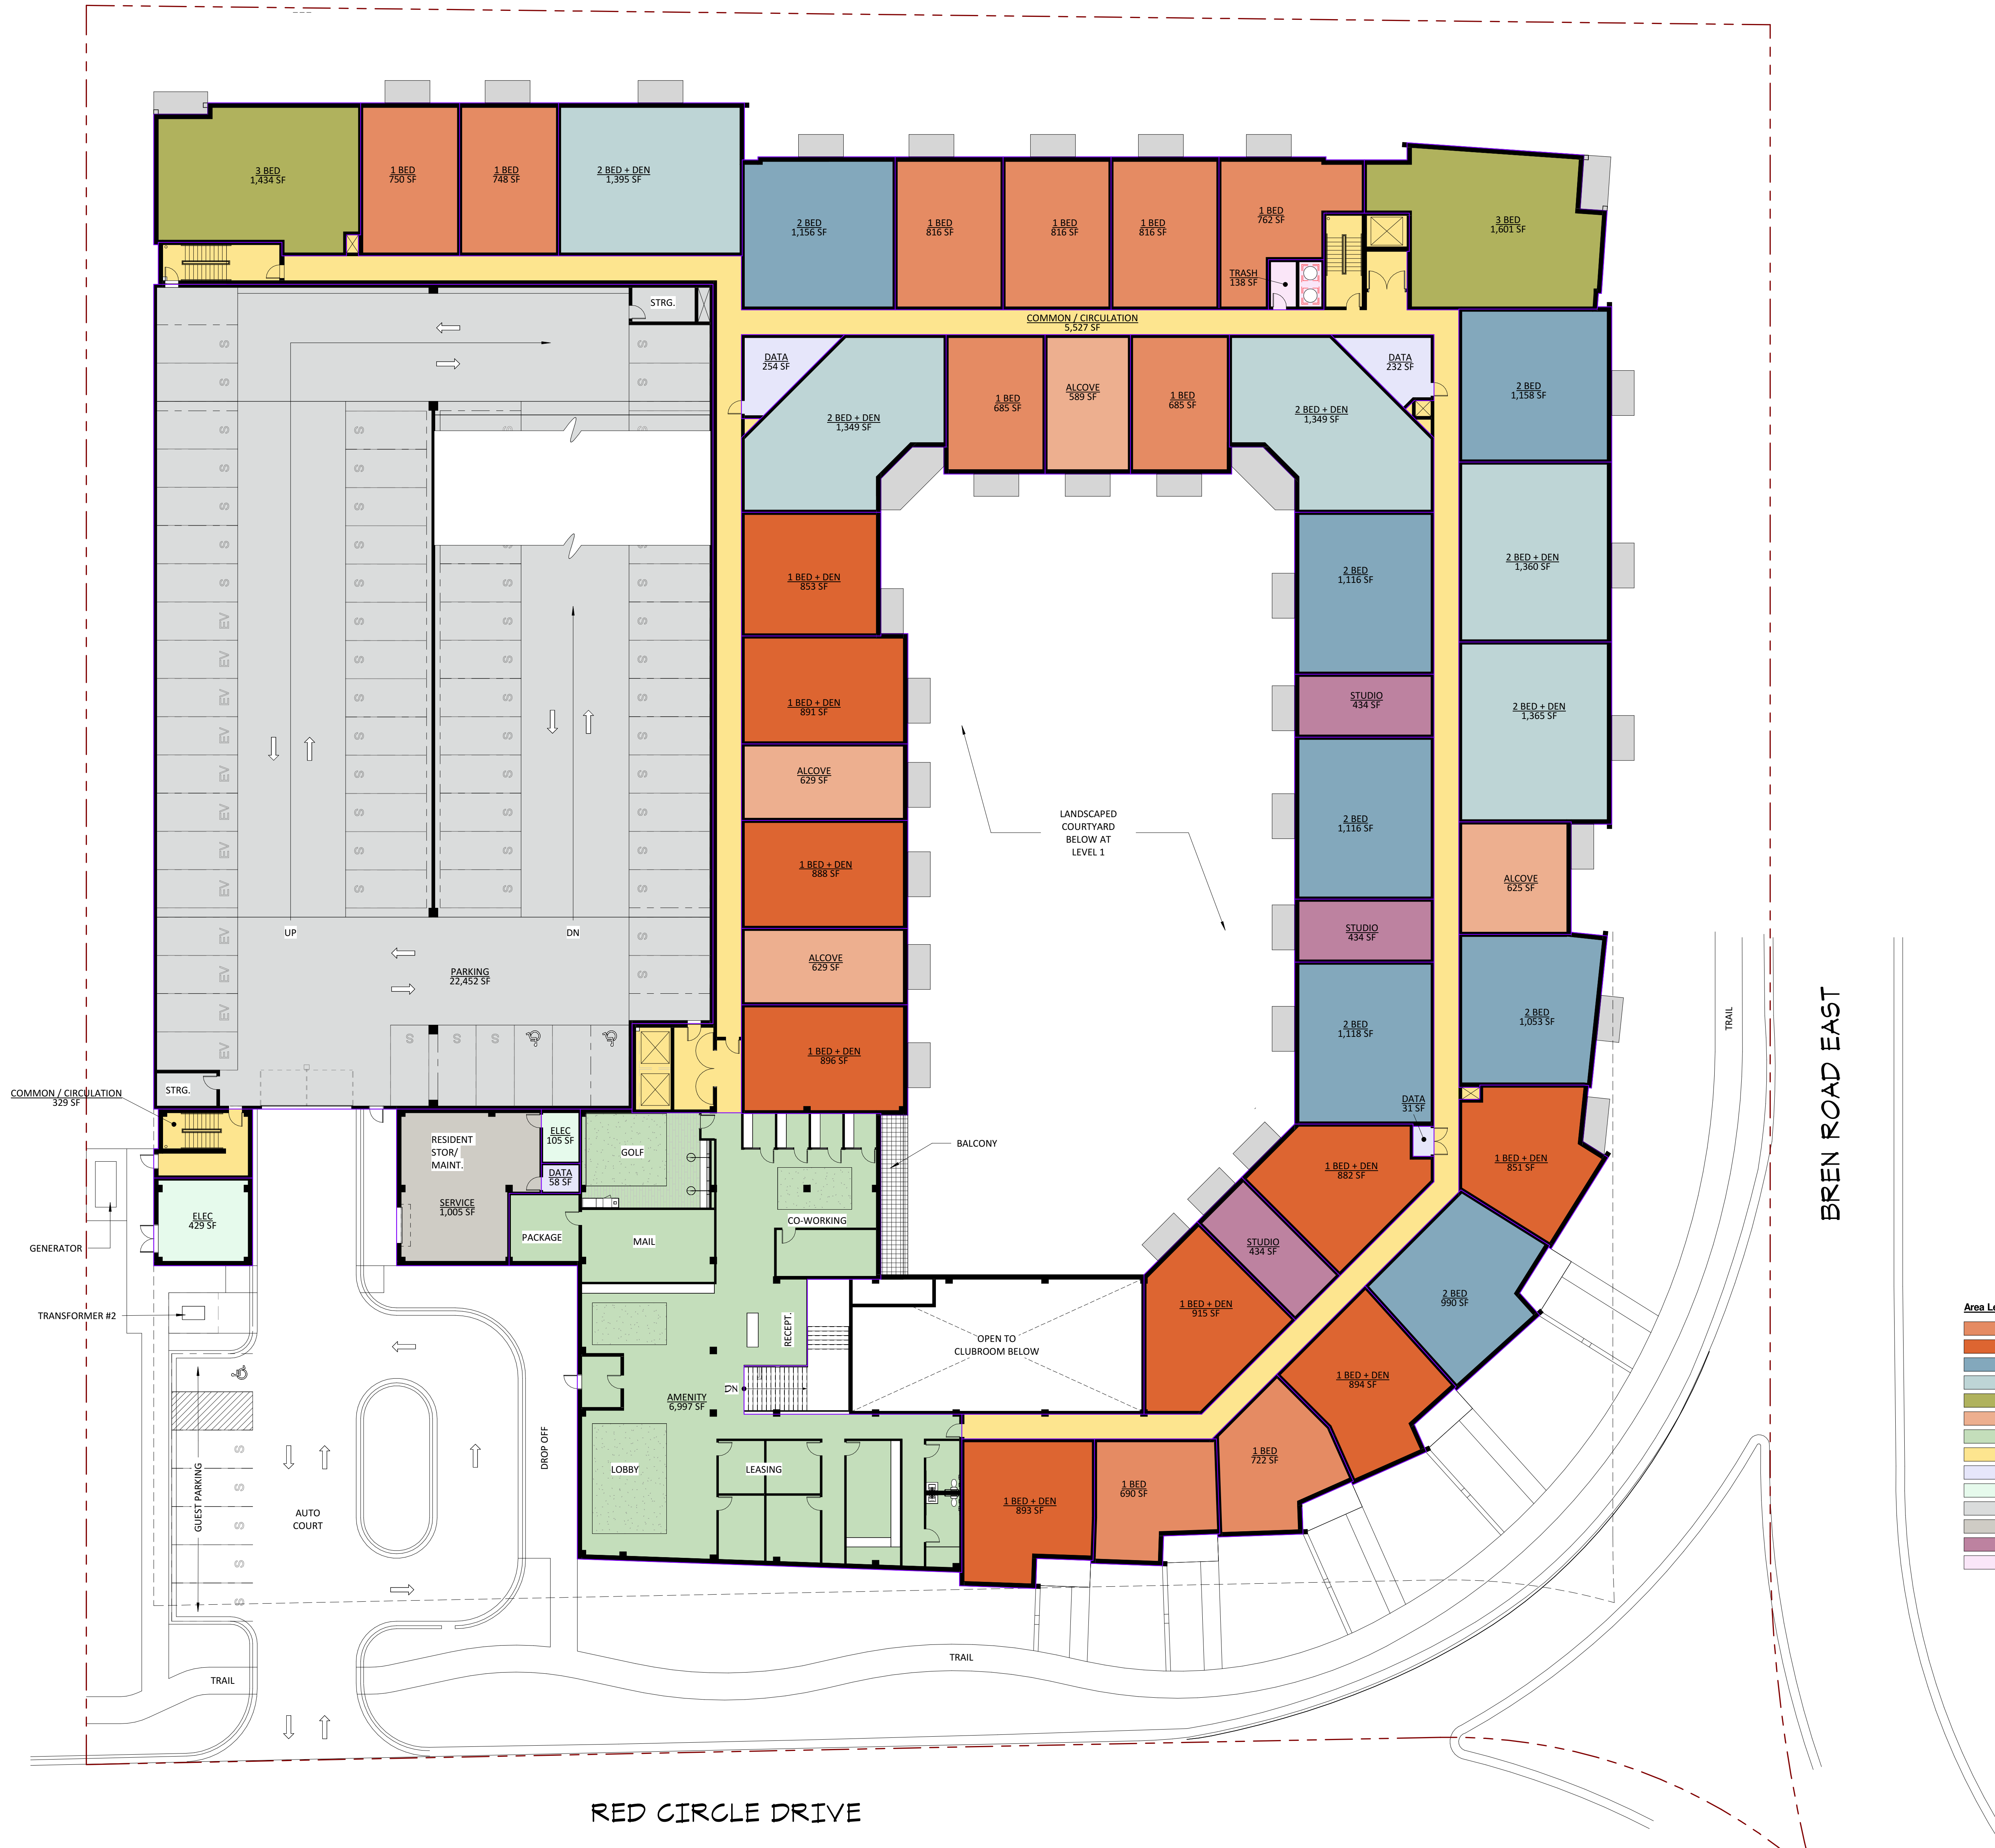 3 BED
1,434 SF
1 BED
750 SF
1 BED
748 SF
2 BED + DEN
1,395 SF
2 BED
1,156 SF
1 BED
816 SF
1 BED
816 SF
1 BED
816 SF
1 BED
762 SF
3 BED
1,601 SF
TRASH
138 SF
STRG.
COMMON / CIRCULATION
5,527 SF
DATA
254 SF
DATA
232 SF
2 BED + DEN
1,349 SF
1 BED
685 SF
ALCOVE
589 SF
1 BED
685 SF
2 BED + DEN
1,349 SF
2 BED
1,158 SF
2 BED + DEN
1,360 SF
2 BED + DEN
1,365 SF
1 BED + DEN
853 SF
2 BED
1,116 SF
1 BED + DEN
891 SF
STUDIO
434 SF
ALCOVE
629 SF
2 BED
1,116 SF
LANDSCAPED
COURTYARD
BELOW AT
LEVEL 1
1 BED + DEN
888 SF
ALCOVE
625 SF
STUDIO
434 SF
ALCOVE
629 SF
2 BED
1,118 SF
2 BED
1,053 SF
1 BED + DEN
896 SF
UP
DN
PARKING
22,452 SF
S S S S S S S
EV EV EV EV EV EV EV EV EV EV EV EV
S S S S S S S S S S S S S
S S S S S S S S S
S S S S S S S S S S S S S
S S S
STRG.
COMMON / CIRCULATION
329 SF
ELEC
429 SF
GENERATOR
TRANSFORMER #2
RESIDENT
STOR/
MAINT.
SERVICE
1,005 SF
ELEC
105 SF
DATA
58 SF
PACKAGE
GOLF
MAIL
CO-WORKING
BALCONY
RECEPT.
DN
OPEN TO
CLUBROOM BELOW
AMENITY
6,997 SF
LOBBY
LEASING
DATA
31 SF
1 BED + DEN
882 SF
1 BED + DEN
851 SF
STUDIO
434 SF
1 BED + DEN
915 SF
2 BED
990 SF
1 BED + DEN
894 SF
1 BED
722 SF
1 BED
690 SF
1 BED + DEN
893 SF
GUEST PARKING
S S S S S
AUTO
COURT
DROP OFF
TRAIL
TRAIL
TRAIL
BREN ROAD EAST
RED CIRCLE DRIVE
Area Le